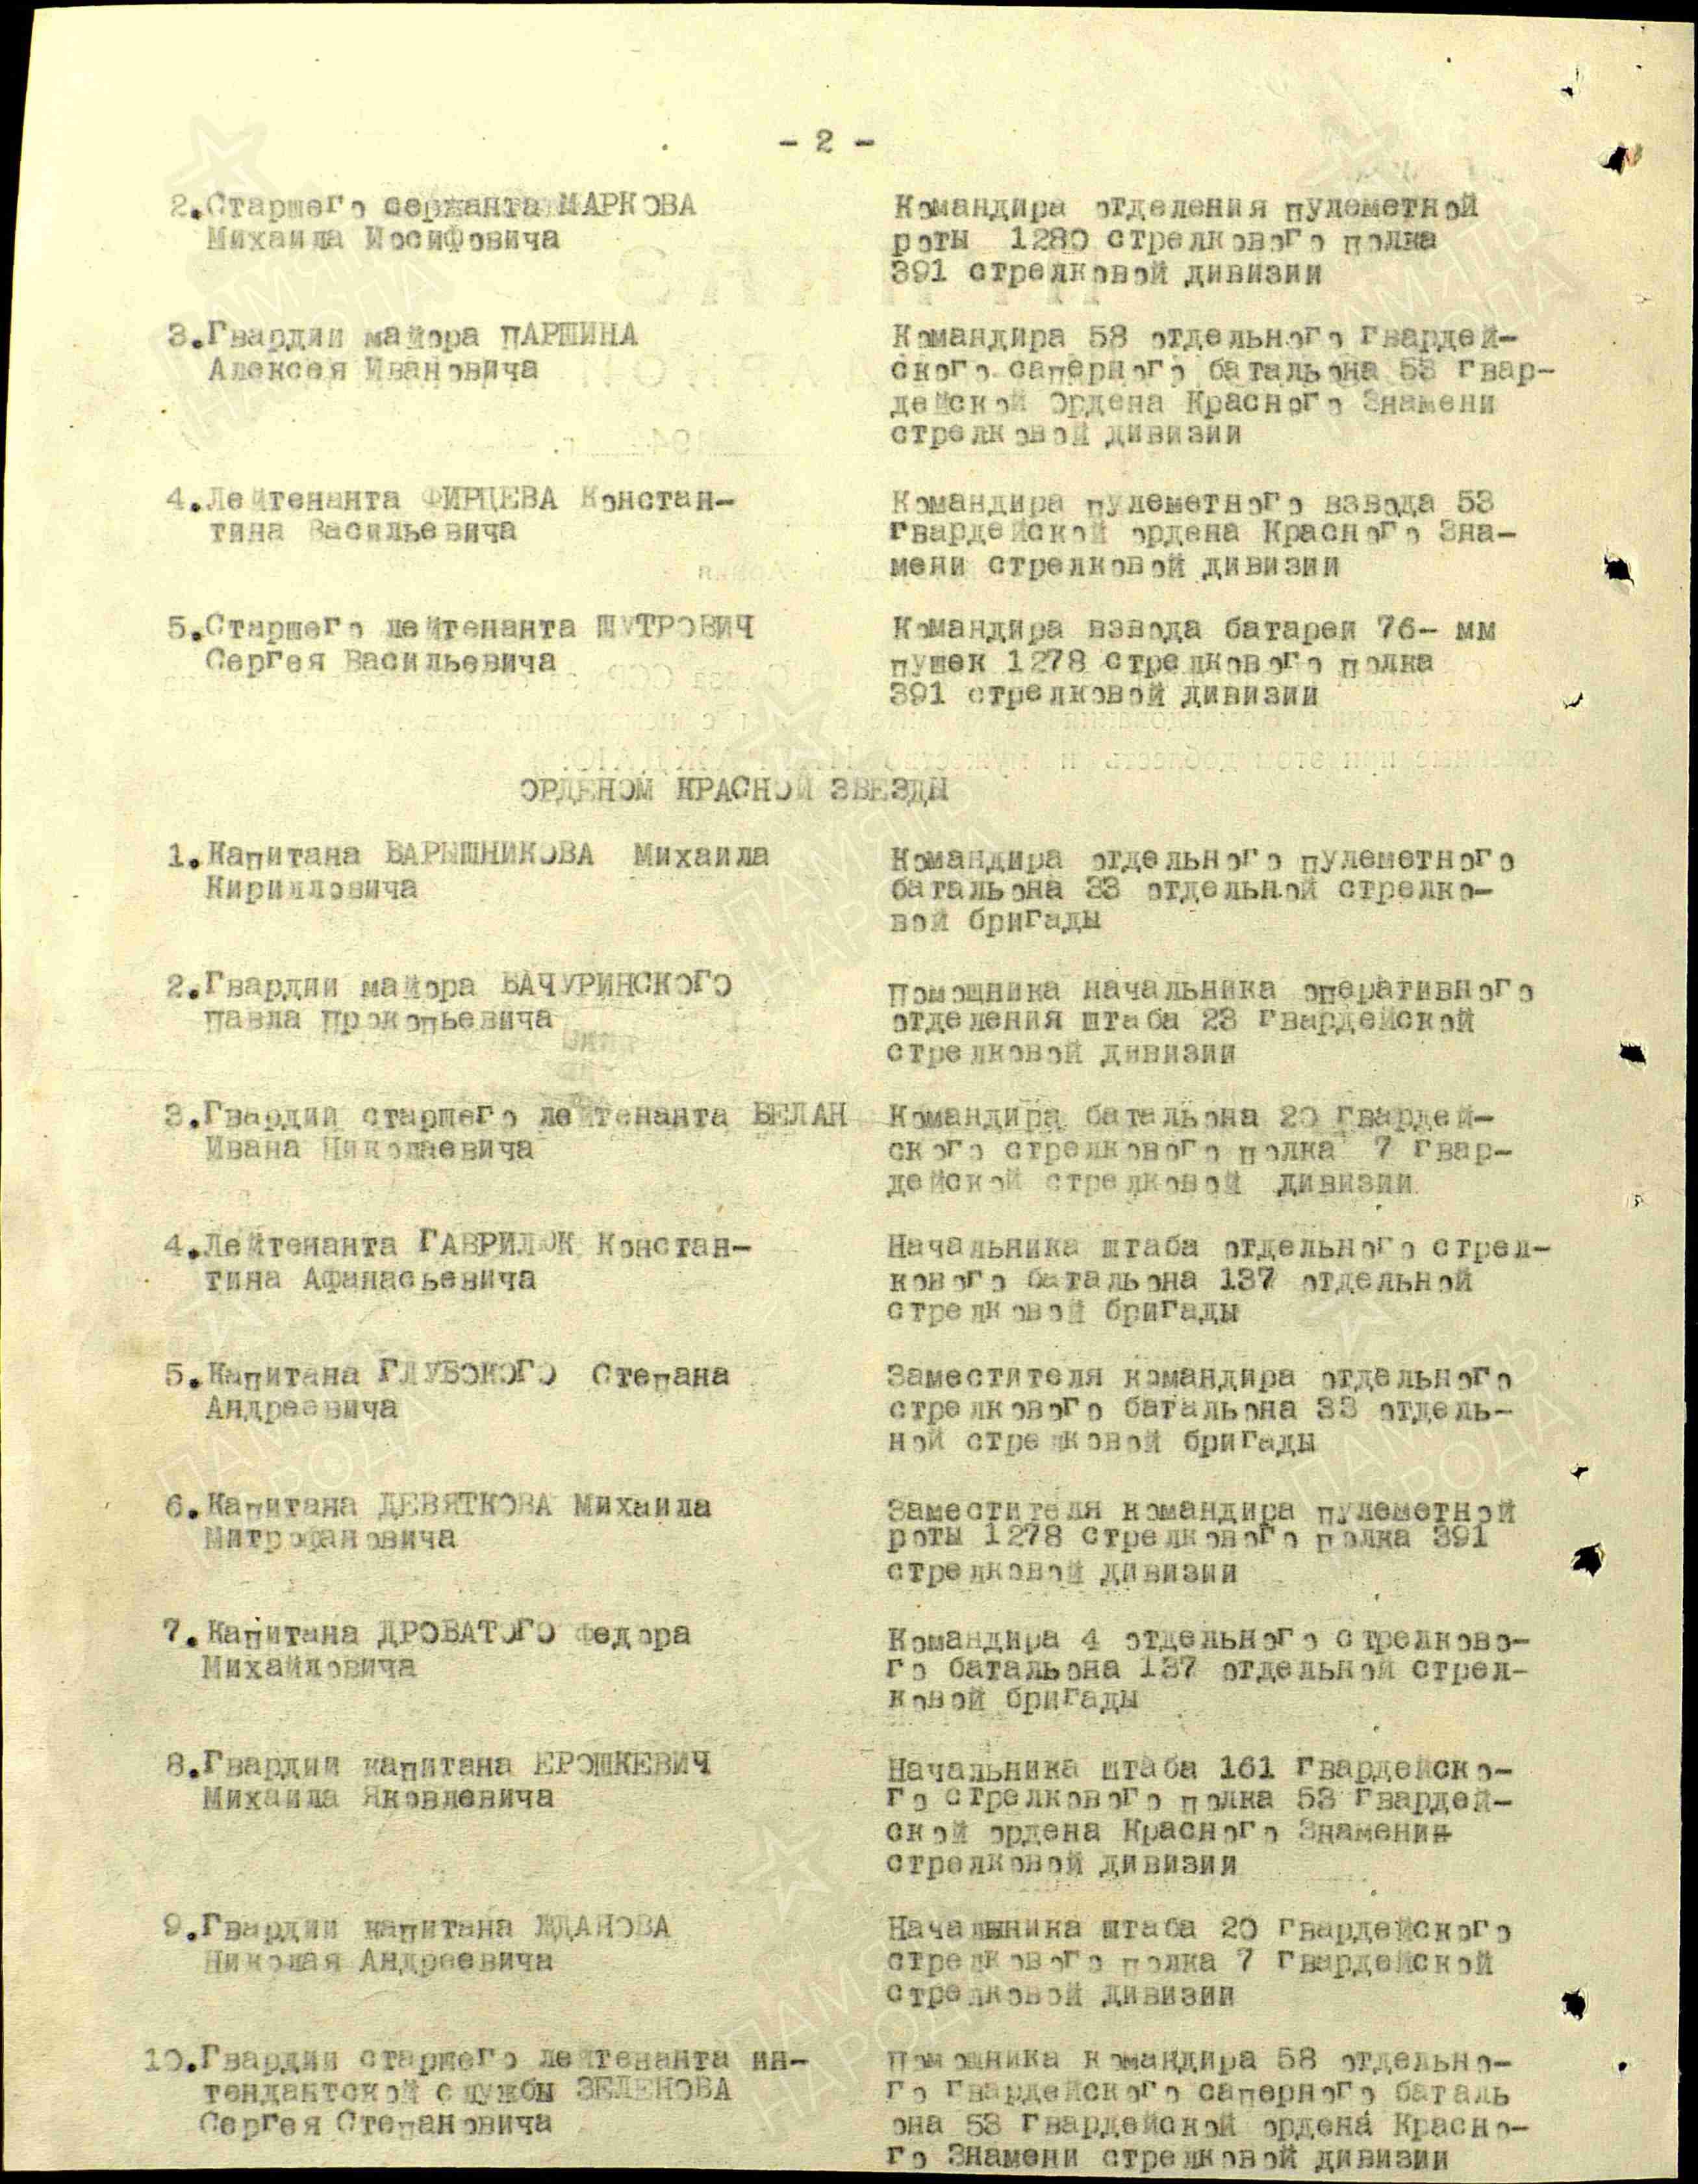 - 2 -
2.Старшего сержанта МАРКОВА
Михаила Иосифовича
Командира отделения пулеметной
роты 1280 стрелкового полка
391 стрелковой дивизии
3.Гвардии майора ПАРШИНА
Алексея Ивановича
Командира 58 отдельного гвардей-
ского саперного батальона 53 гвар-
дейской ордена Красного Знамени
стрелковой дивизии
4.Лейтенанта ФИРЦЕВА Констан-
тина Васильевича
Командира пулеметного взвода 53
гвардейской ордена Красного Зна-
мени стрелковой дивизии
5.Старшего лейтенанта ШУТРОВИЧ
Сергея Васильевича
Командира взвода батареи 76- мм
пушек 1278 стрелкового полка
391 стрелковой дивизии
ОРДЕНОМ КРАСНОЙ ЗВЕЗДЫ
1.Капитана БАРЫШНИКОВА Михаила
Кирилловича
Командира отдельного пулеметного
батальона 33 отдельной стрелко-
вой бригады
2.Гвардии майора БАЧУРИНСКОГО
Павла Прокопьевича
Помощника начальника оперативного
отделения штаба 23 гвардейской
стрелковой дивизии
3.Гвардии старшего лейтенанта БЕЛАН
Ивана Николаевича
Командира батальона 20 гвардей-
ского стрелкового полка 7 гвар-
дейской стрелковой дивизии
4.Лейтенанта ГАВРИЛЮК Констан-
тина Афанасьевича
Начальника штаба отдельного стрел-
кового батальона 137 отдельной
стрелковой бригады
5.Капитана ГЛУБОКОГО Степана
Андреевича
Заместителя командира отдельного
стрелкового батальона 33 отдель-
ной стрелковой бригады
6.Капитана ДЕВЯТКОВА Михаила
Митрофановича
Заместителя командира пулеметной
роты 1278 стрелкового полка 391
стрелковой дивизии
7.Капитана ДРОВАТОГО Федора
Михайловича
Командира 4 отдельного стрелково-
го батальона 137 отдельной стрел-
ковой бригады
8.Гвардии капитана ЕРОШКЕВИЧ
Михаила Яковлевича
Начальника штаба 161 гвардейско-
го стрелкового полка 53 гвардей-
ской ордена Красного Знамени
стрелковой дивизии
9.Гвардии капитана ЖДАНОВА
Николая Андреевича
Начальника штаба 20 гвардейского
стрелкового полка 7 гвардейской
стрелковой дивизии
10.Гвардии старшего лейтенанта ин-
тендантской службы ЗЕЛЕНОВА
Сергея Степановича
Помощника командира 58 отдельно-
го гвардейского саперного баталь
она 53 гвардейской ордена Красно-
го Знамени стрелковой дивизии
ПАМЯТЬ
НАРОДА